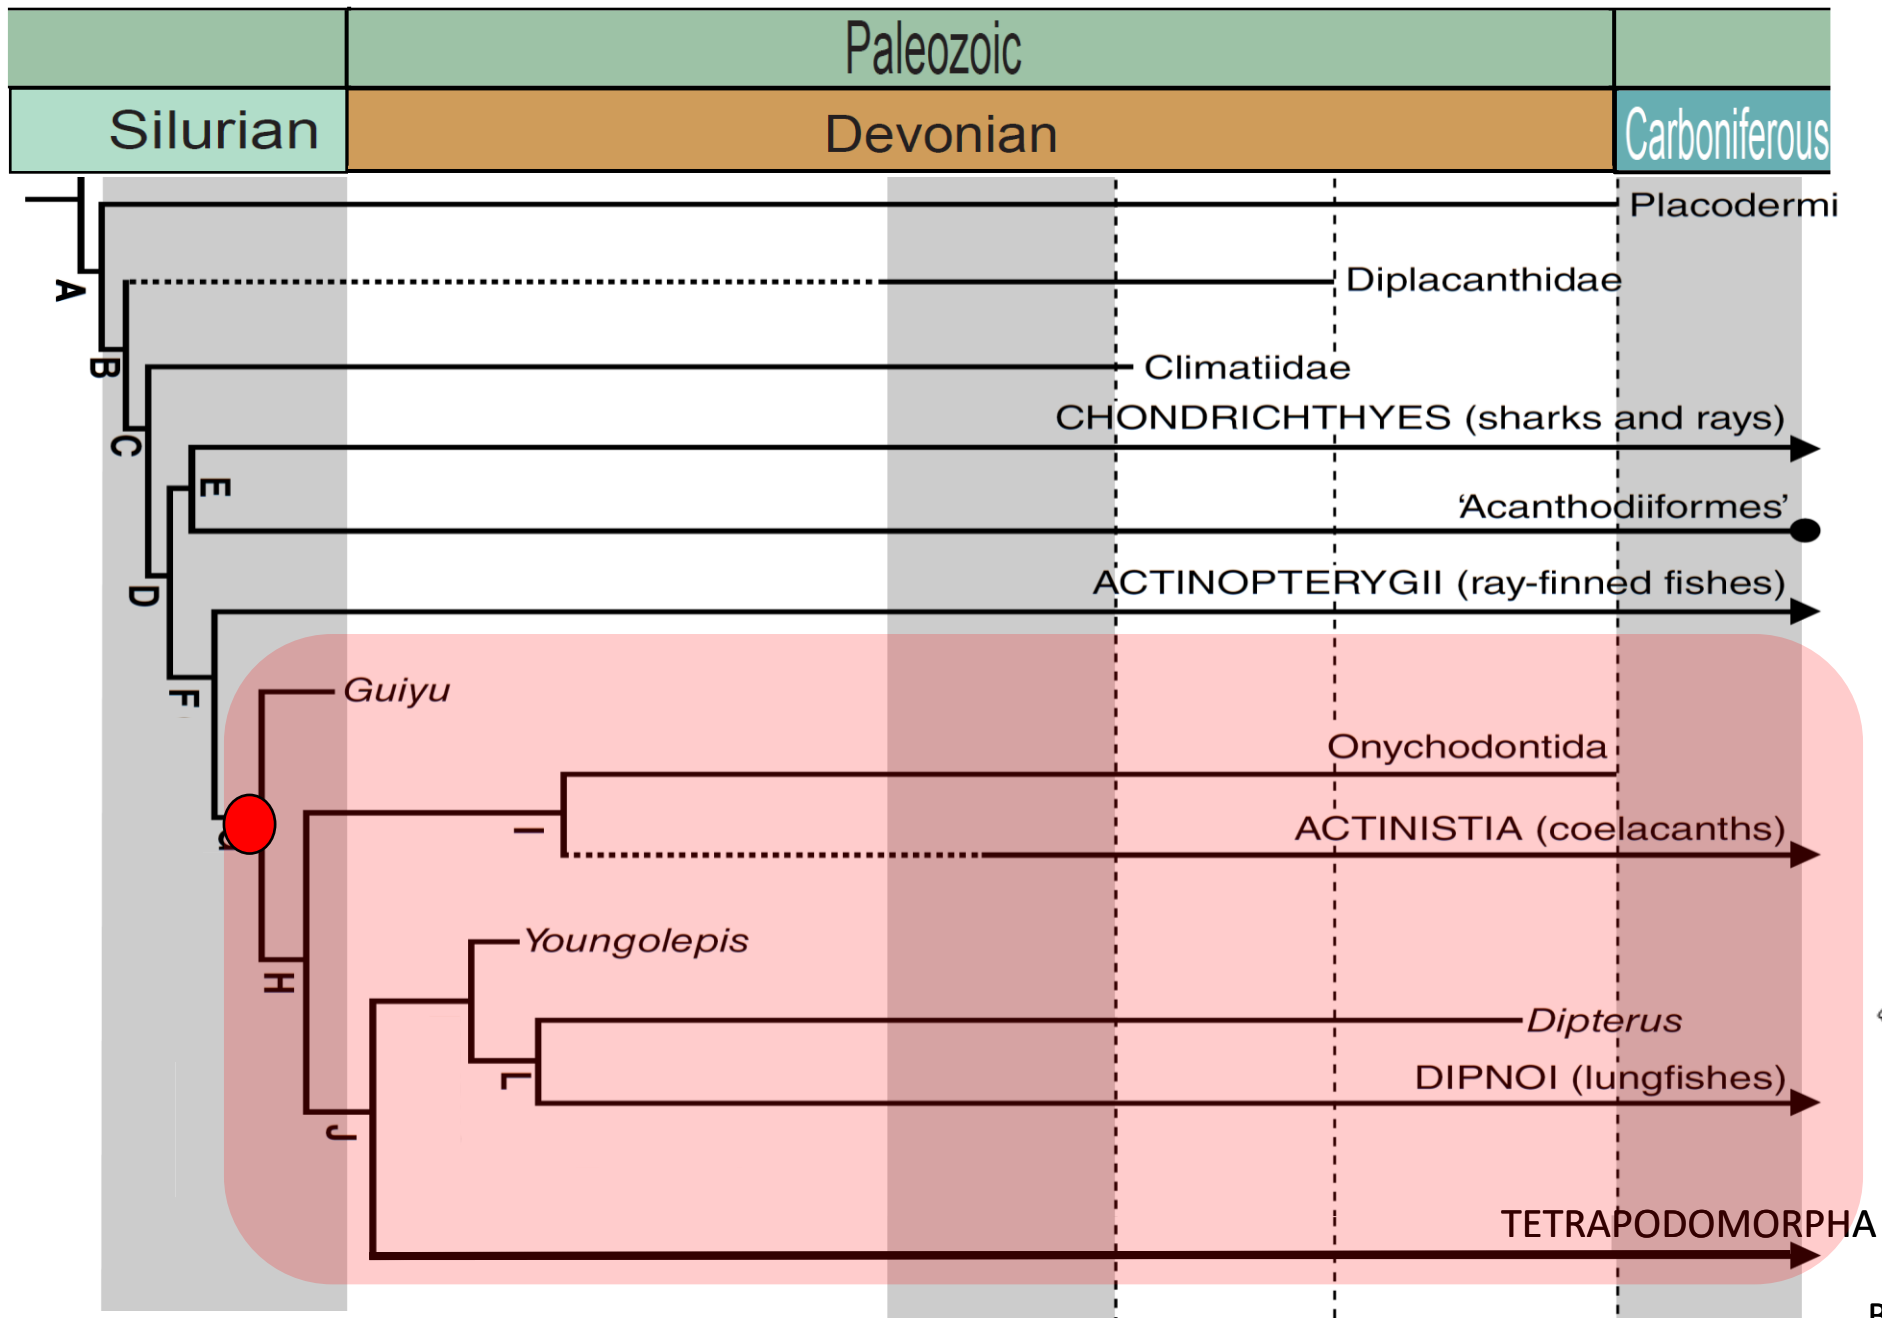 Paleozoic
Silurian
Devonian
Carboniferous
Placodermi
A
Diplacanthidae
B
Climatiidae
CHONDRICHTHYES (sharks and rays)
C
E
‘Acanthodiiformes’
ACTINOPTERYGII (ray-finned fishes)
D
F
Guiyu
Onychodontida
I
ACTINISTIA (coelacanths)
Youngolepis
H
Dipterus
L
DIPNOI (lungfishes)
J
TETRAPODOMORPHA